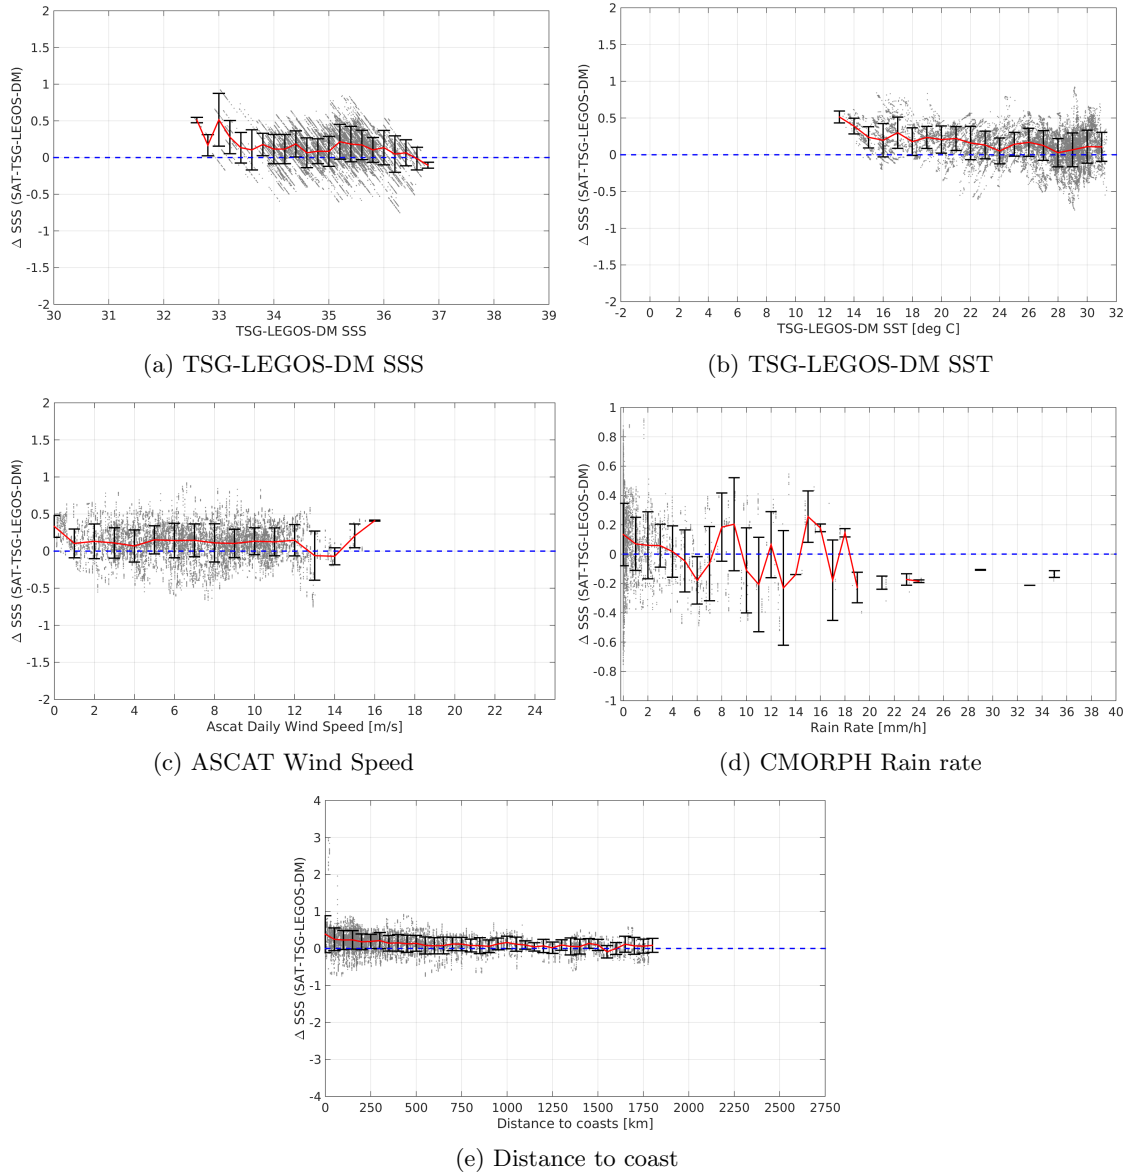 2
1.5
1
0.5
0
-0.5
-1
-1.5
-2
Δ SSS (SAT-TSG-LEGOS-DM)
30 31 32 33 34 35 36 37 38 39
TSG-LEGOS-DM SSS
(a) TSG-LEGOS-DM SSS
2
1.5
1
0.5
0
-0.5
-1
-1.5
-2
Δ SSS (SAT-TSG-LEGOS-DM)
-2 0 2 4 6 8 10 12 14 16 18 20 22 24 26 28 30 32
TSG-LEGOS-DM SST [deg C]
(b) TSG-LEGOS-DM SST
2
1.5
1
0.5
0
-0.5
-1
-1.5
-2
Δ SSS (SAT-TSG-LEGOS-DM)
0 2 4 6 8 10 12 14 16 18 20 22 24
Ascat Daily Wind Speed [m/s]
(c) ASCAT Wind Speed
1
0.8
0.6
0.4
0.2
0
-0.2
-0.4
-0.6
-0.8
-1
Δ SSS (SAT-TSG-LEGOS-DM)
0 2 4 6 8 10 12 14 16 18 20 22 24 26 28 30 32 34 36 38 40
Rain Rate [mm/h]
(d) CMORPH Rain rate
4
3
2
1
0
-1
-2
-3
-4
Δ SSS (SAT-TSG-LEGOS-DM)
0 250 500 750 1000 1250 1500 1750 2000 2250 2500 2750
Distance to coasts [km]
(e) Distance to coast